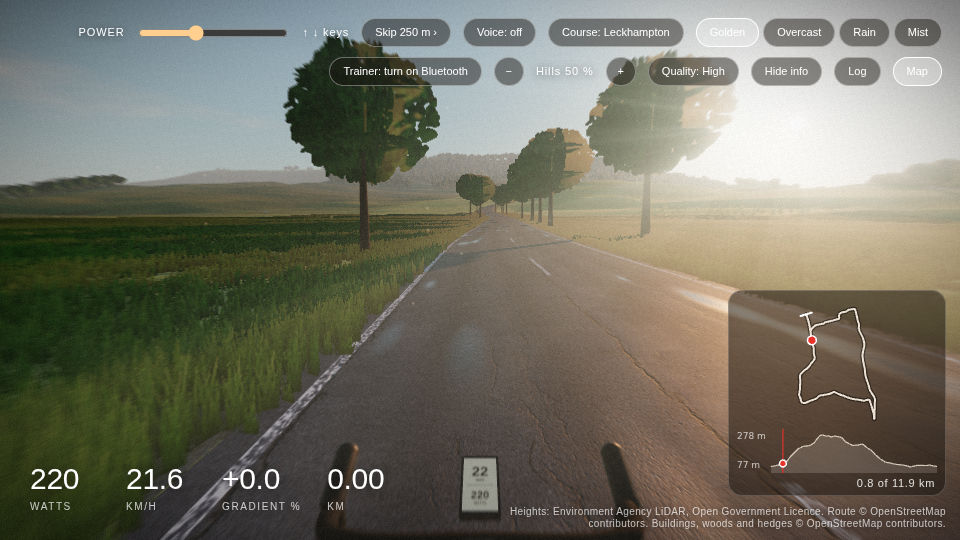 POWER
↑ ↓ keys
Skip 250 m ›
Voice: off
Course: Leckhampton
Golden
Overcast
Rain
Mist
Trainer: turn on Bluetooth
−
Hills 50 %
+
Quality: High
Hide info
Log
Map
278 m
77 m
0.8 of 11.9 km
220
WATTS
21.6
KM/H
+0.0
GRADIENT %
0.00
KM
22
220
Heights: Environment Agency LiDAR, Open Government Licence. Route © OpenStreetMap
contributors. Buildings, woods and hedges © OpenStreetMap contributors.